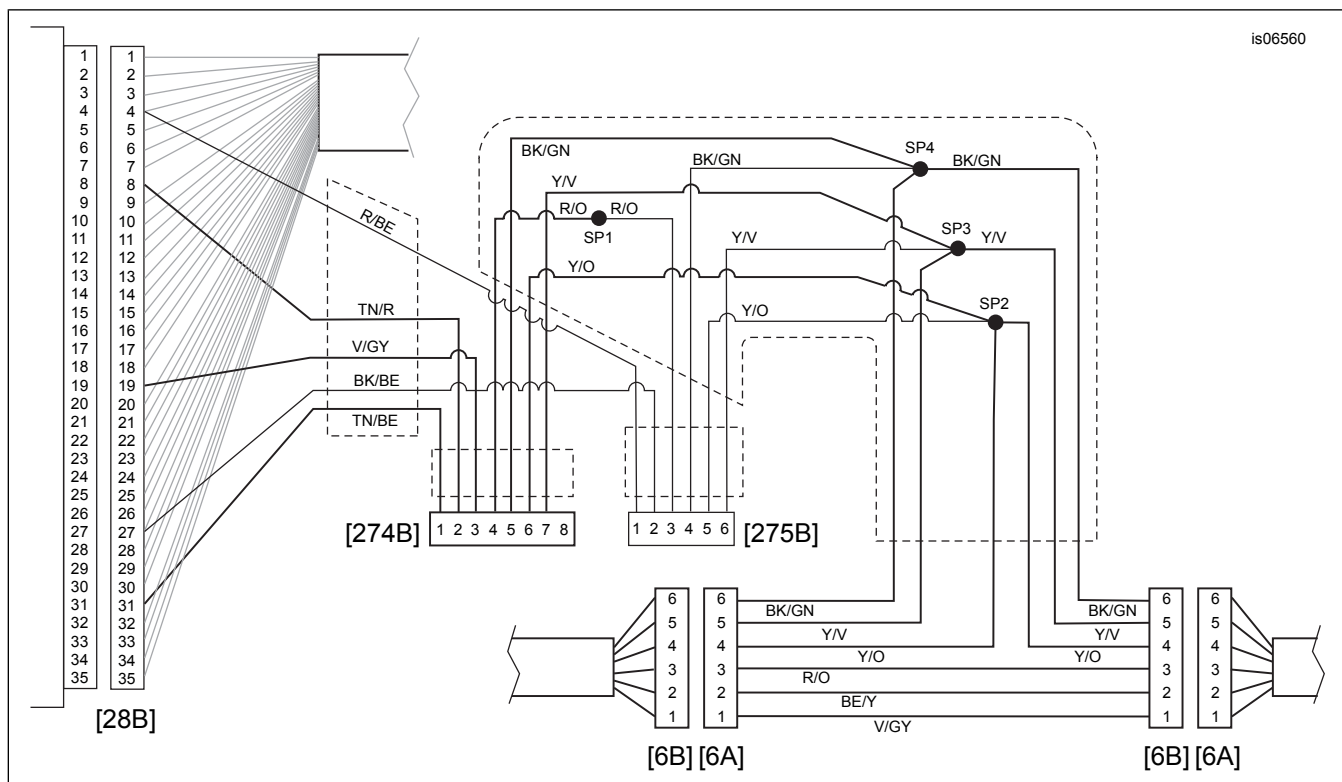 is06560
1 1
2 2
3 3
4 4
5 5
6 6
7 7
8 8
9 9
10 10
11 11
12 12
13 13
14 14
15 15
16 16
17 17
18 18
19 19
20 20
21 21
22 22
23 23
24 24
25 25
26 26
27 27
28 28
29 29
30 30
31 31
32 32
33 33
34 34
35 35
[28B]
R/BE
TN/R
V/GY
BK/BE
TN/BE
BK/GN
BK/GN
SP4
BK/GN
Y/V
R/O
R/O
SP1
Y/V
SP3
Y/V
Y/O
Y/O
SP2
[274B]
1 2 3 4 5 6 7 8
1 2 3 4 5 6
[275B]
6 6 BK/GN BK/GN 6 6
5 5 Y/V Y/V 5 5
4 4 Y/O Y/O 4 4
3 3 R/O 3 3
2 2 BE/Y 2 2
1 1 V/GY 1 1
[6B] [6A] [6B] [6A]